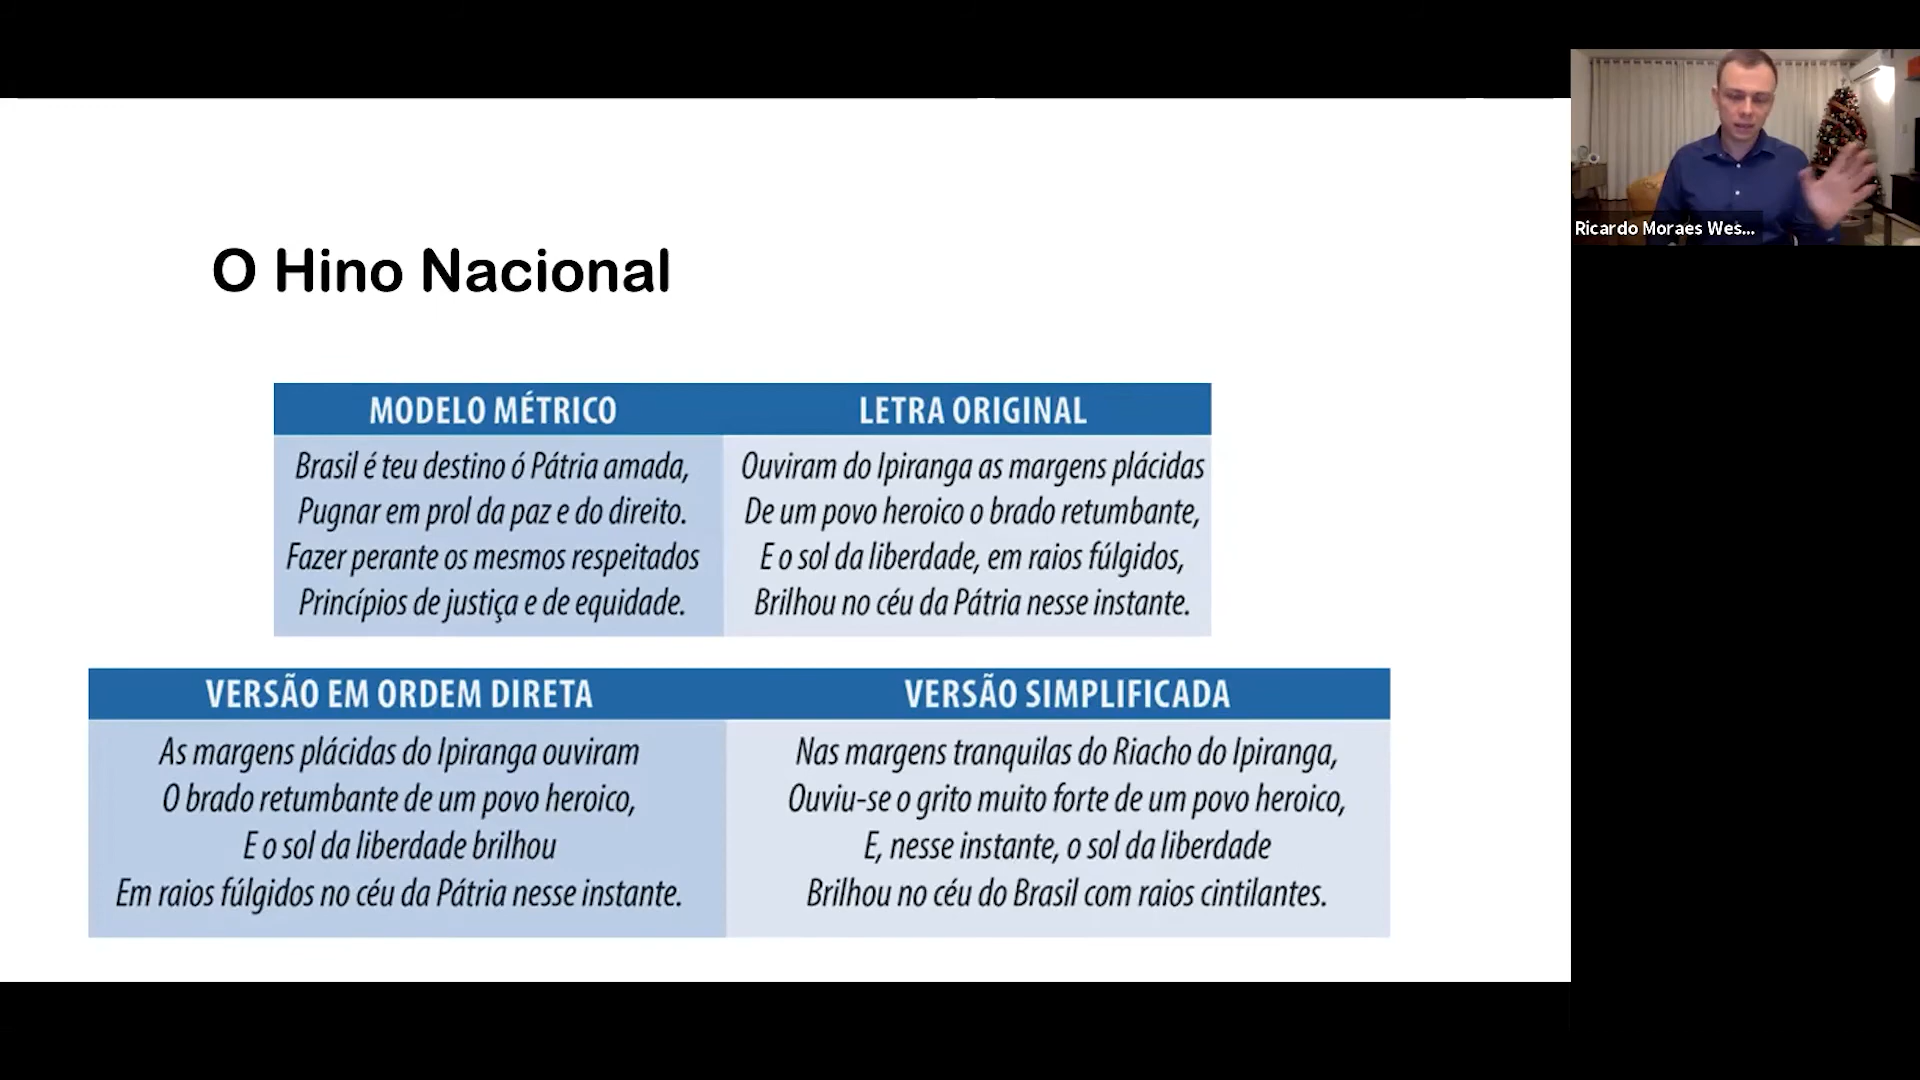 Ricardo Moraes Wes...
O Hino Nacional
MODELO MÉTRICO
Brasil é teu destino ó Pátria amada,
Pugnar em prol da paz e do direito.
Fazer perante os mesmos respeitados
Princípios de justiça e de equidade.
LETRA ORIGINAL
Ouviram do Ipiranga as margens plácidas
De um povo heroico o brado retumbante,
E o sol da liberdade, em raios fúlgidos,
Brilhou no céu da Pátria nesse instante.
VERSÃO EM ORDEM DIRETA
As margens plácidas do Ipiranga ouviram
O brado retumbante de um povo heroico,
E o sol da liberdade brilhou
Em raios fúlgidos no céu da Pátria nesse instante.
VERSÃO SIMPLIFICADA
Nas margens tranquilas do Riacho do Ipiranga,
Ouviu-se o grito muito forte de um povo heroico,
E, nesse instante, o sol da liberdade
Brilhou no céu do Brasil com raios cintilantes.